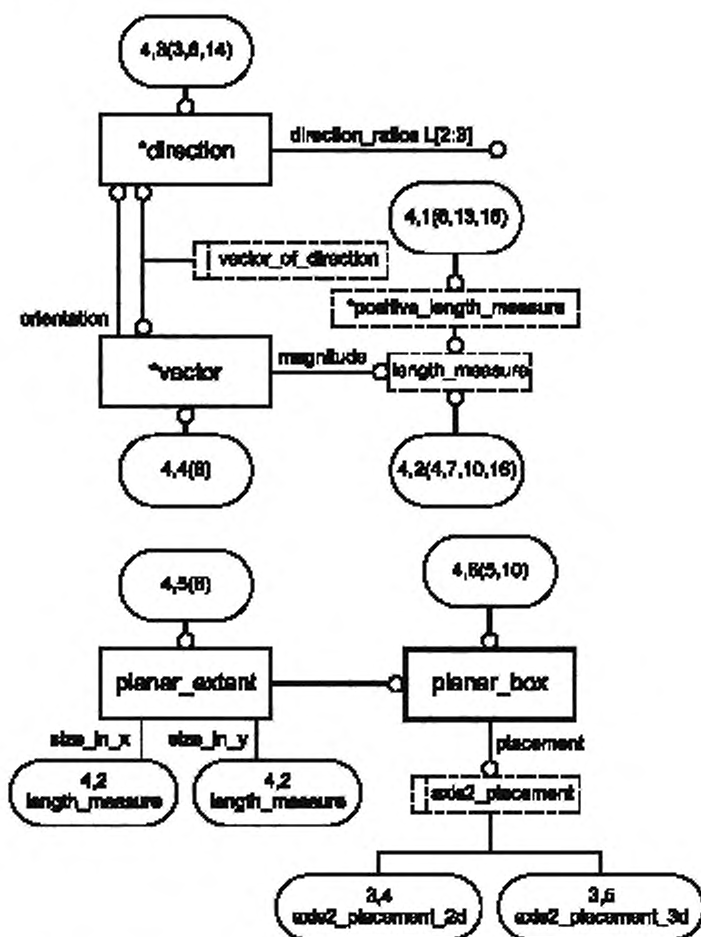 4,3(3,6,14)
*direction
direction_ratios L[2:3]
4,1(6,13,16)
vector_of_direction
*positive_length_measure
orientation
*vector
magnitude
length_measure
4,4(6)
4,2(4,7,10,16)
4,5(6)
4,6(5,10)
planar_extent
planar_box
size_in_x
size_in_y
placement
4,2
length_measure
4,2
length_measure
axis2_placement
3,4
axis2_placement_2d
3,5
axis2_placement_3d